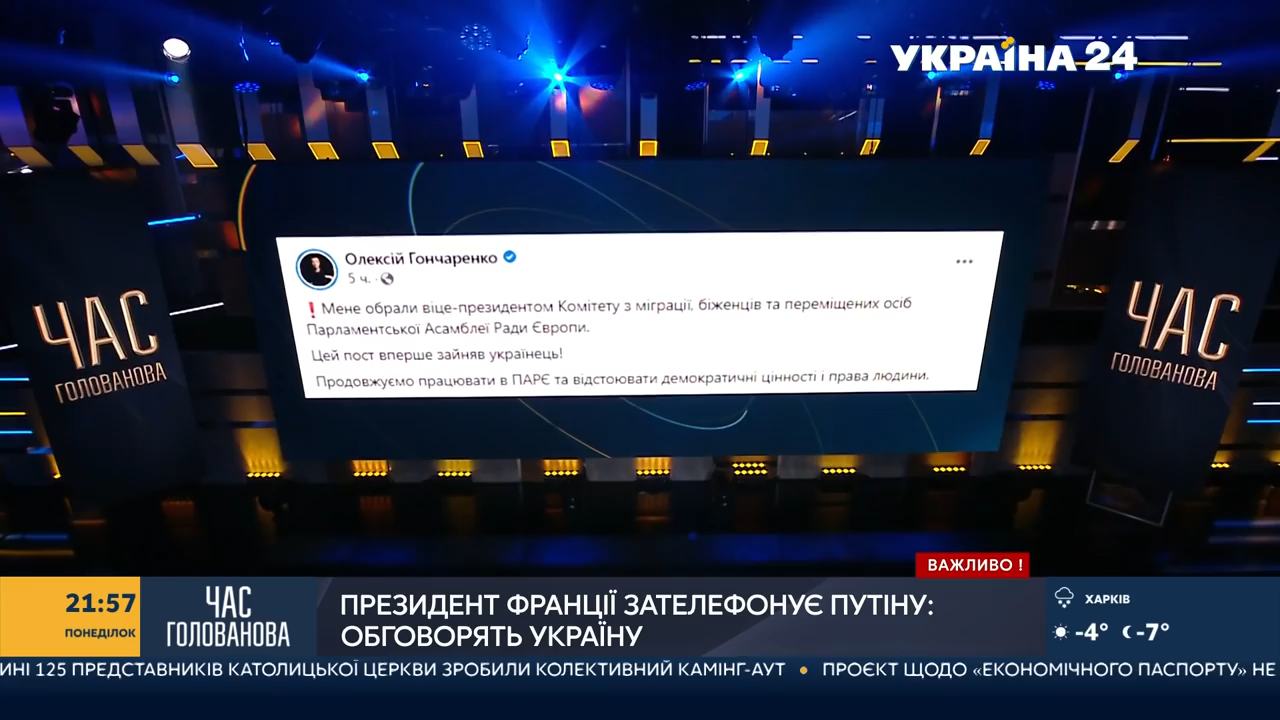 УКРАЇНА 24
Олексій Гончаренко
5 ч. ·
❗Мене обрали віце-президентом Комітету з міграції, біженців та переміщених осіб
Парламентської Асамблеї Ради Європи.
Цей пост вперше зайняв українець!
Продовжуємо працювати в ПАРЄ та відстоювати демократичні цінності і права людини.
ЧАС
ГОЛОВАНОВА
ЧАС
ГОЛОВАНОВА
ВАЖЛИВО !
21:57
ПОНЕДІЛОК
ЧАС
ГОЛОВАНОВА
ПРЕЗИДЕНТ ФРАНЦІЇ ЗАТЕЛЕФОНУЄ ПУТІНУ:
ОБГОВОРЯТЬ УКРАЇНУ
ХАРКІВ
-4° -7°
ИНІ 125 ПРЕДСТАВНИКІВ КАТОЛИЦЬКОЇ ЦЕРКВИ ЗРОБИЛИ КОЛЕКТИВНИЙ КАМІНГ-АУТ • ПРОЄКТ ЩОДО «ЕКОНОМІЧНОГО ПАСПОРТУ» НЕ